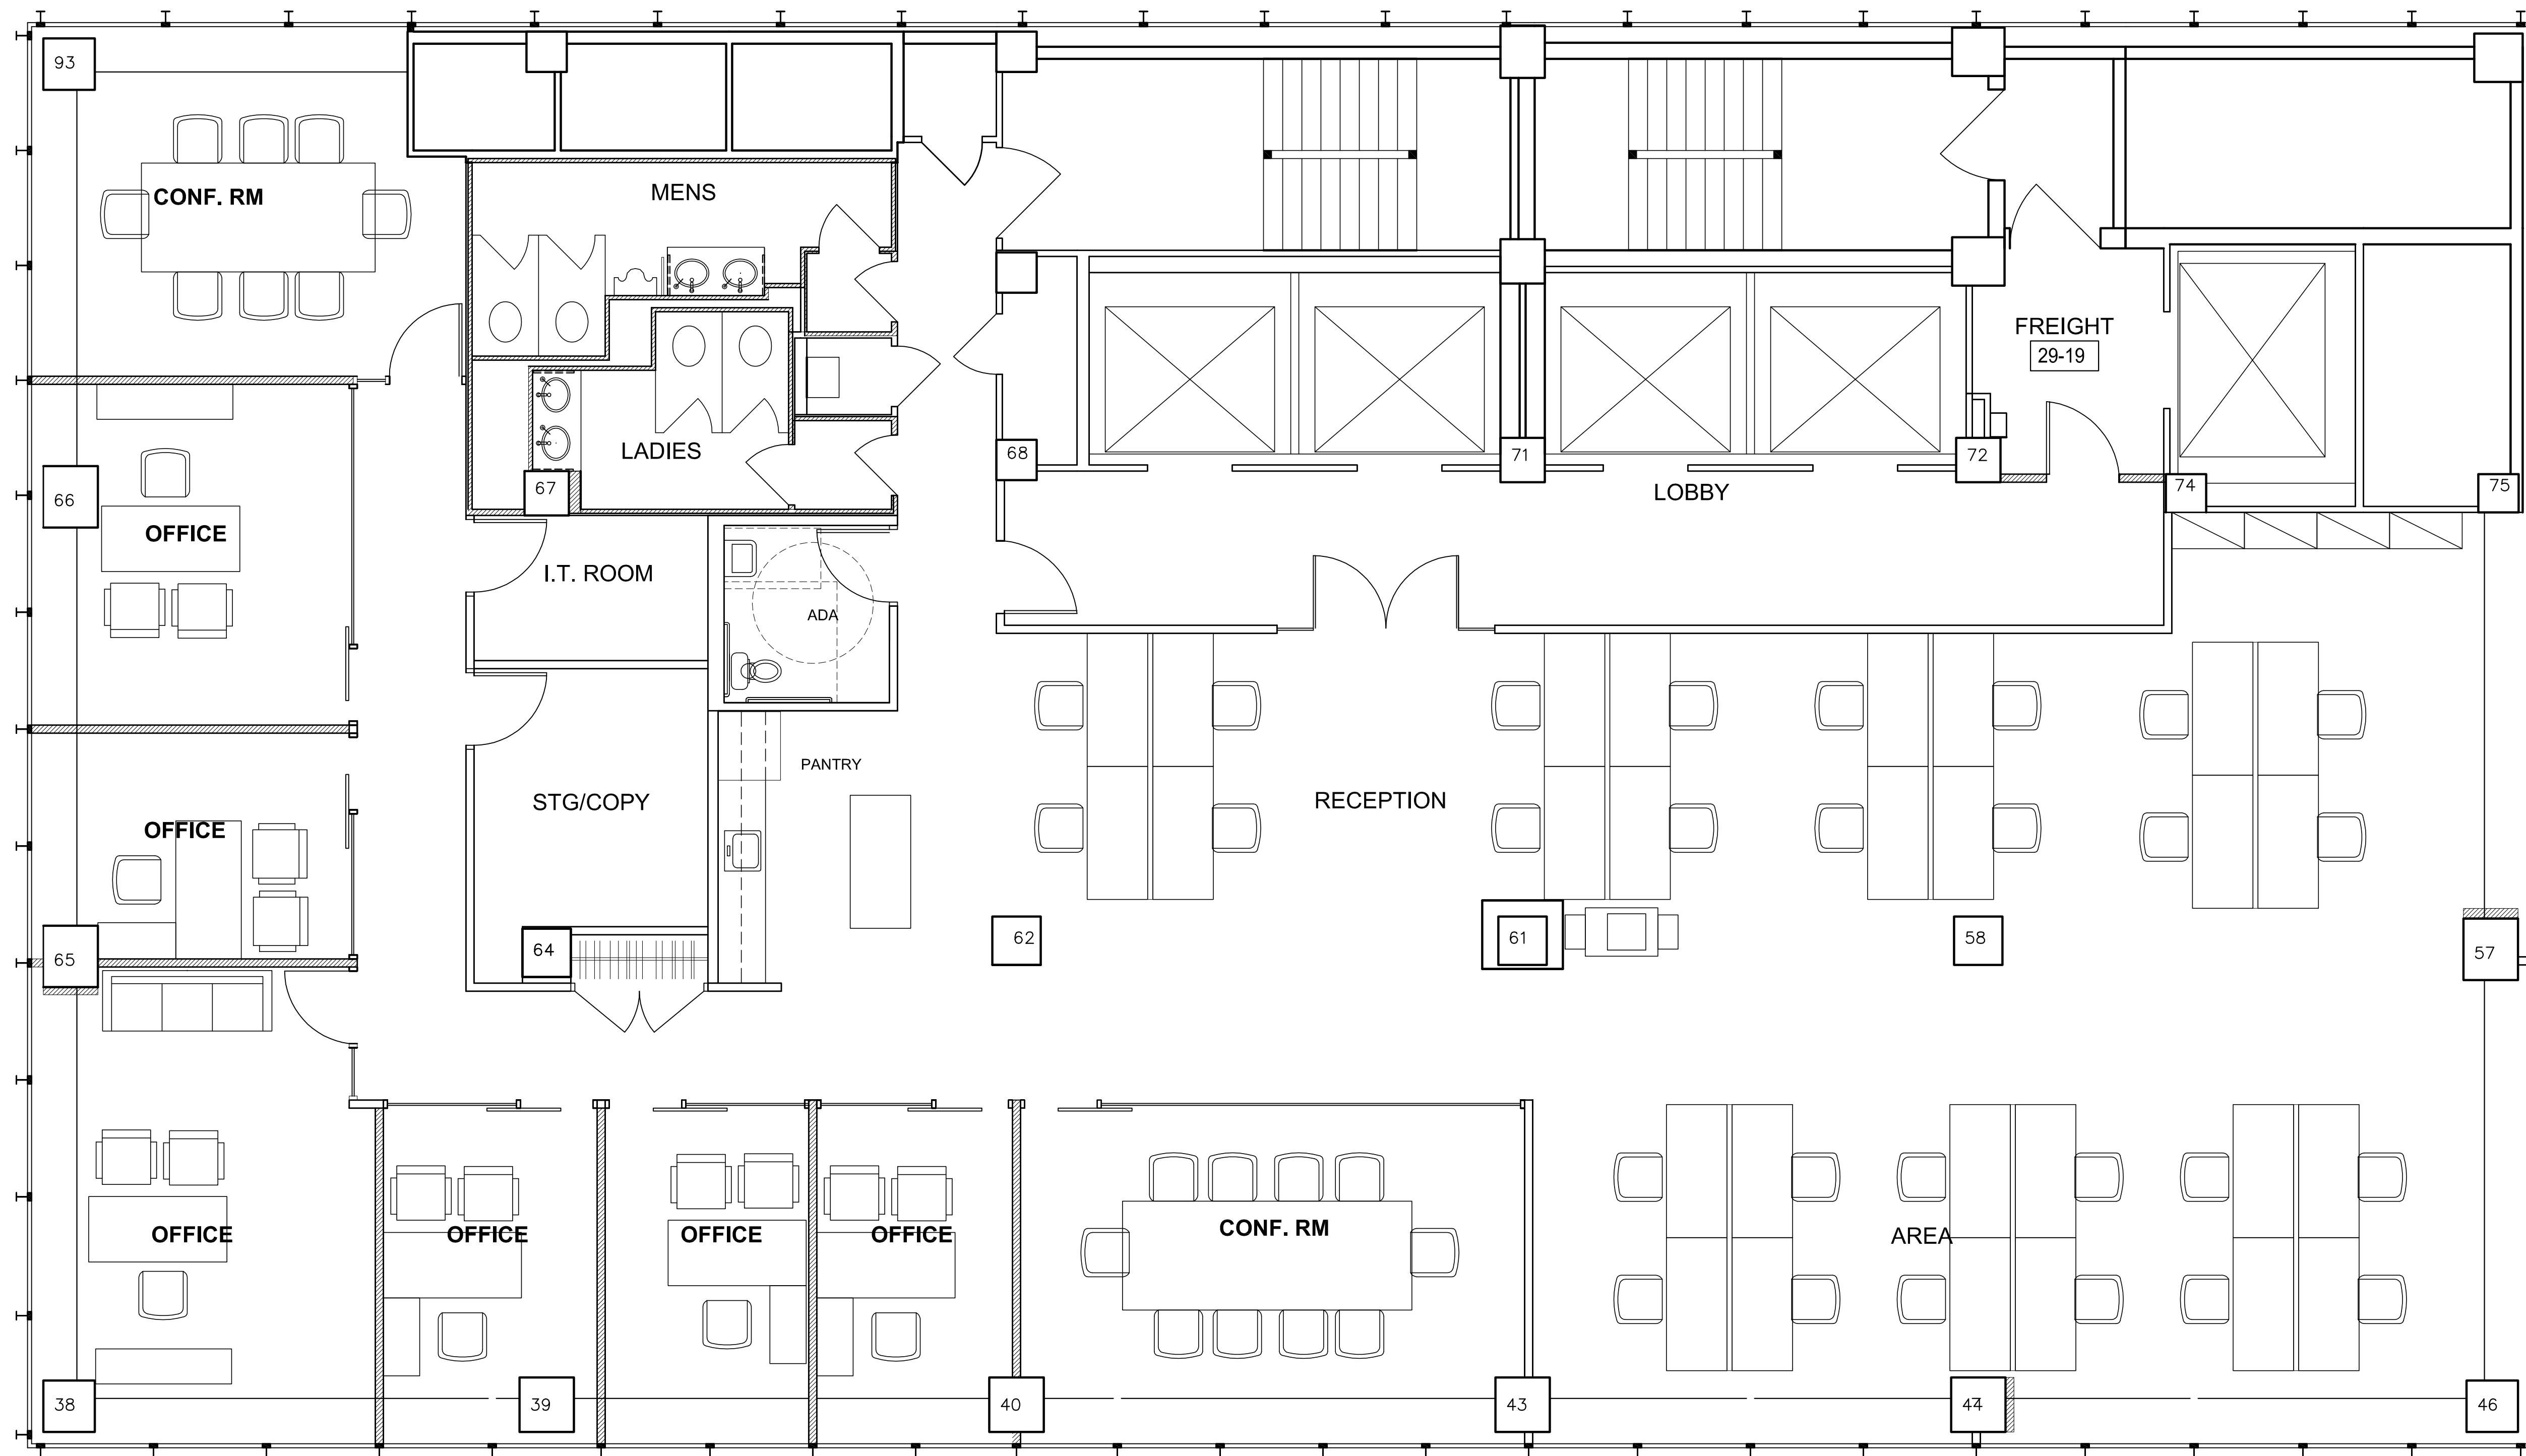 93
MENS
CONF. RM
FREIGHT
29-19
LADIES
68
71
72
67
74
75
66
LOBBY
OFFICE
I.T. ROOM
ADA
PANTRY
STG/COPY
RECEPTION
OFFICE
64
62
61
58
57
65
OFFICE
OFFICE
OFFICE
OFFICE
CONF. RM
AREA
38
39
40
43
44
46